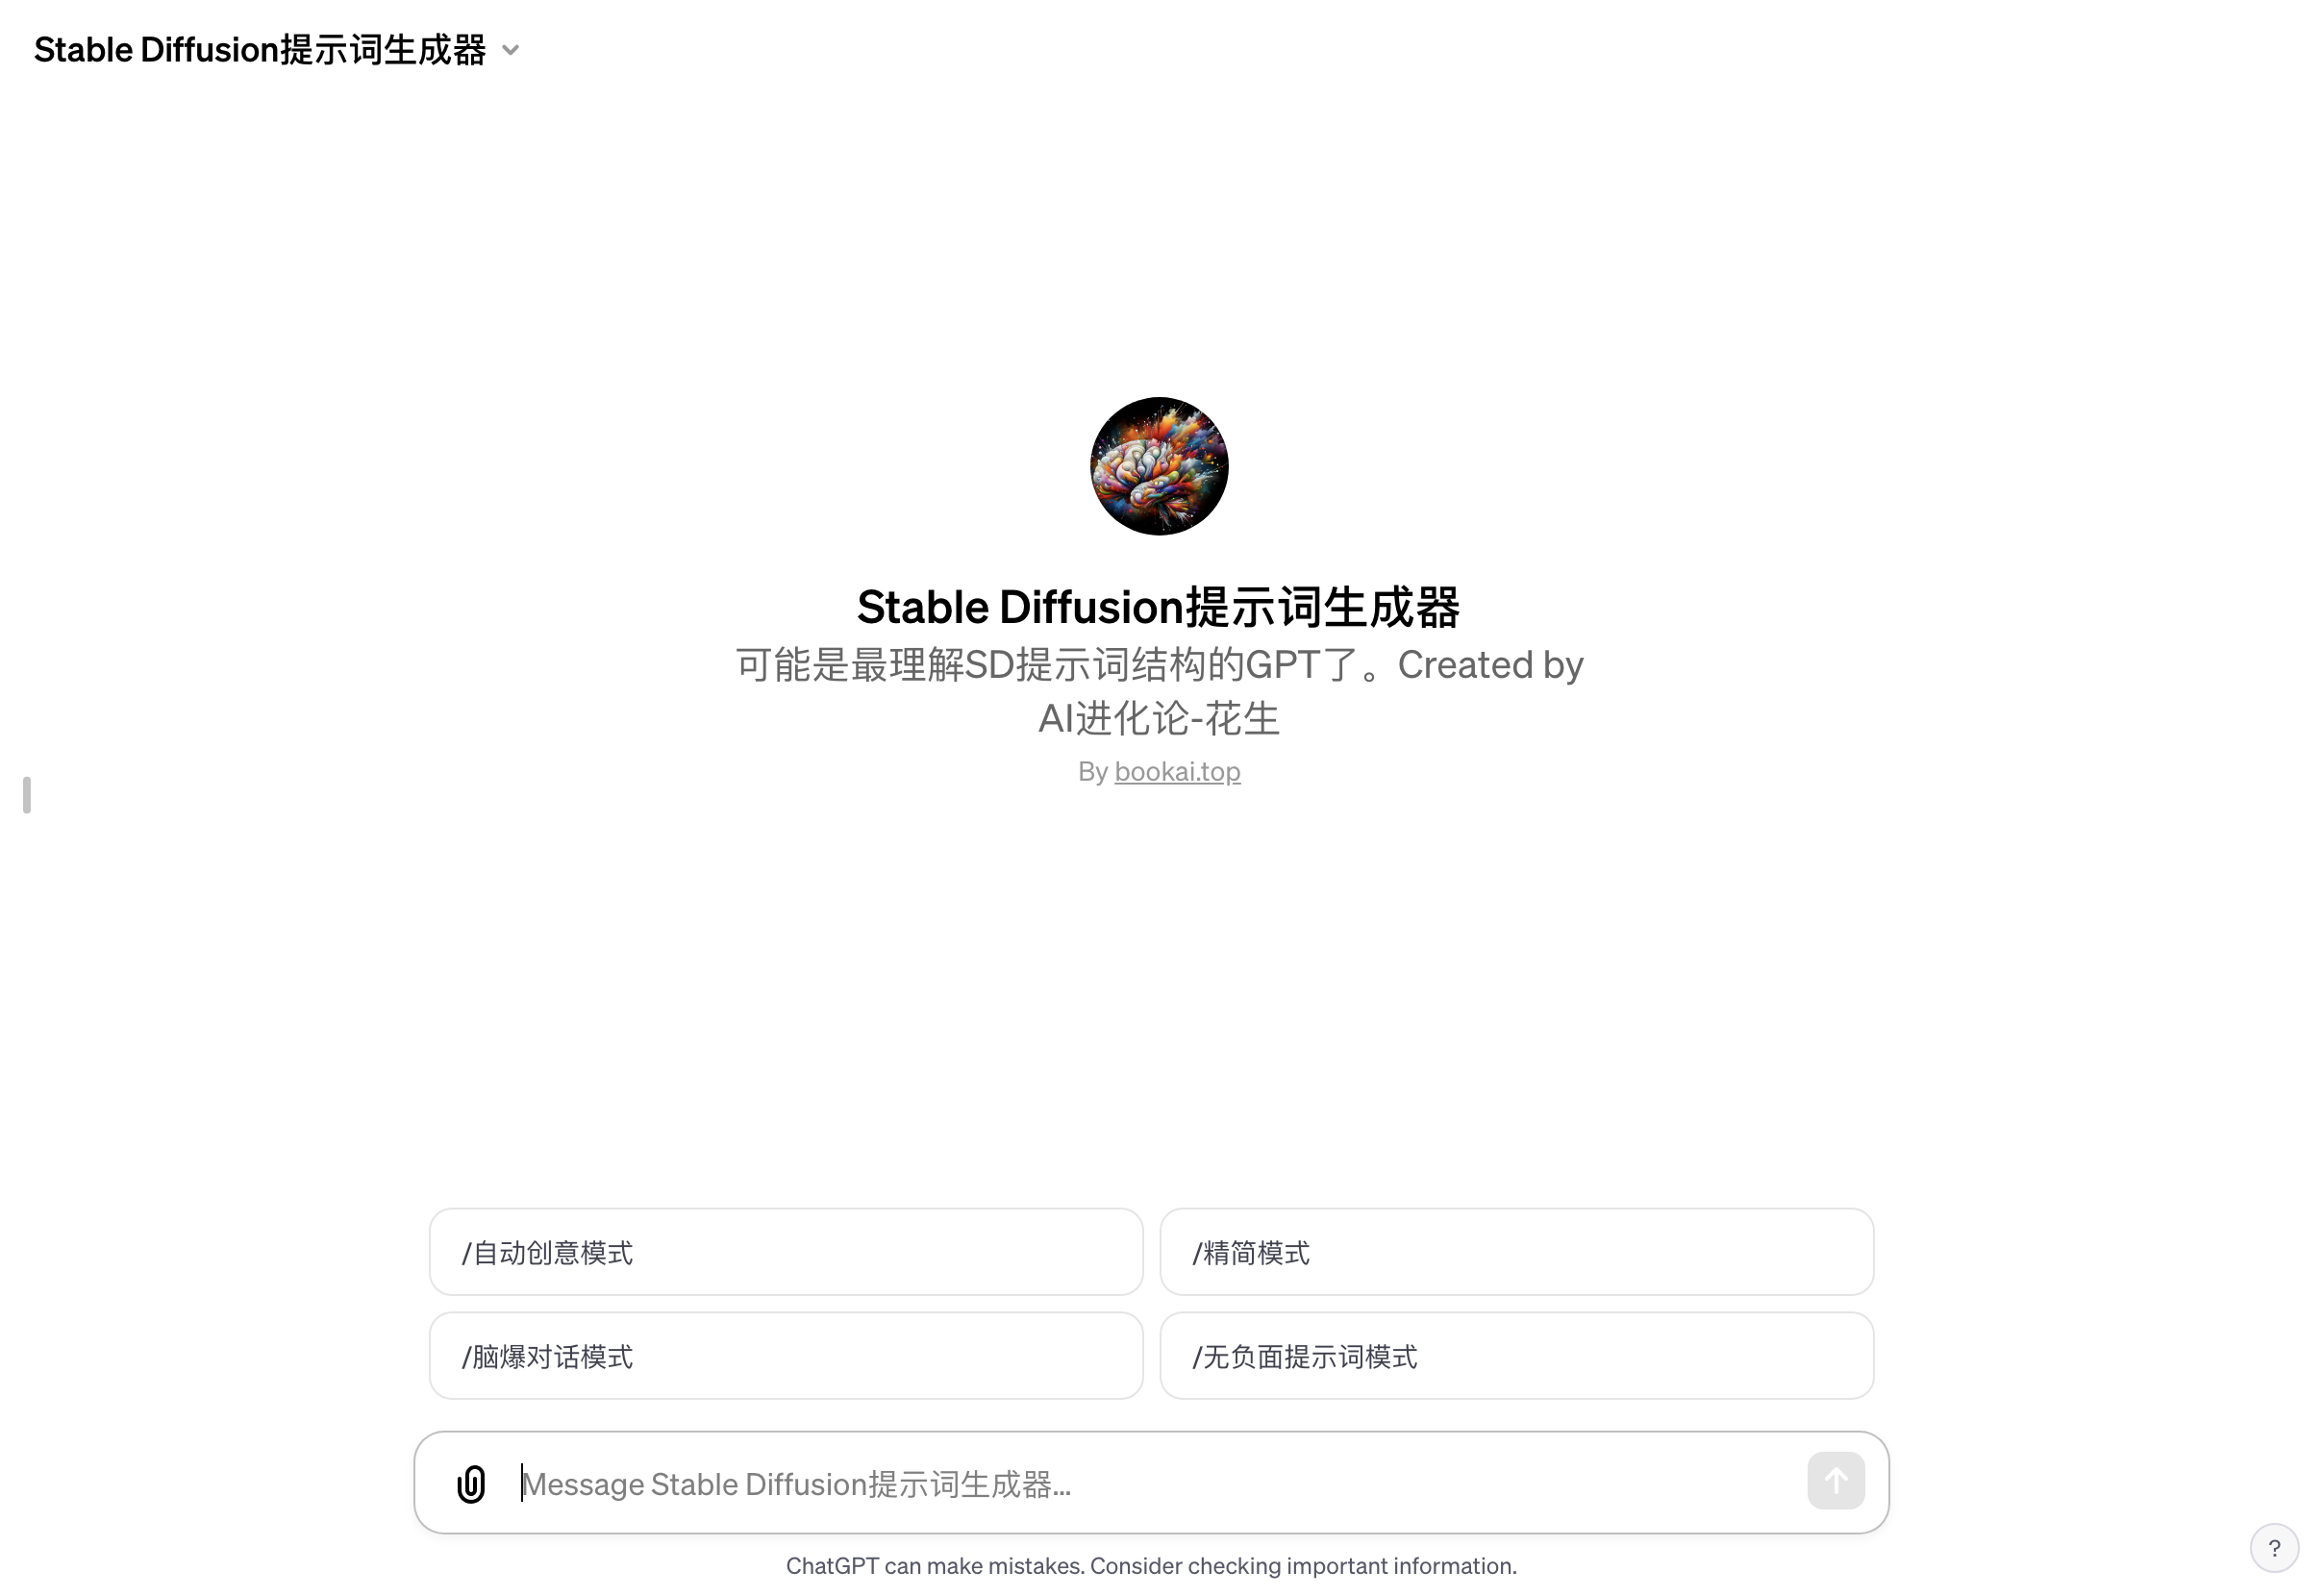 Stable Diffusion提示词生成器
Stable Diffusion提示词生成器
可能是最理解SD提示词结构的GPT了。Created by
AI进化论-花生
By bookai.top
/自动创意模式
/精简模式
/脑爆对话模式
/无负面提示词模式
Message Stable Diffusion提示词生成器…
ChatGPT can make mistakes. Consider checking important information.
?